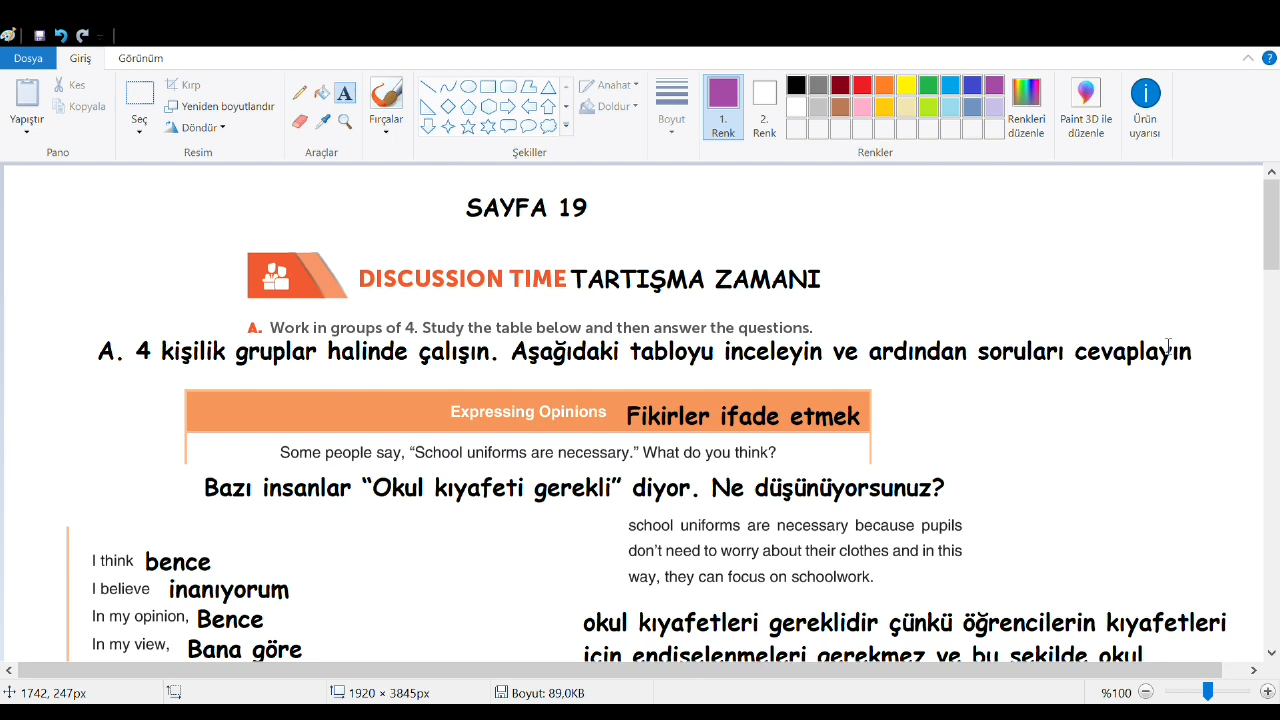 Dosya Giriş Görünüm
Yapıştır
Kes
Kopyala
Pano
Seç
Kırp
Yeniden boyutlandır
Döndür
Resim
A
Araçlar
Fırçalar
Şekiller
Anahat
Doldur
Boyut
1. Renk
2. Renk
Renkleri düzenle
Renkler
Paint 3D ile düzenle
Ürün uyarısı
SAYFA 19
DISCUSSION TIME TARTIŞMA ZAMANI
A. Work in groups of 4. Study the table below and then answer the questions.
A. 4 kişilik gruplar halinde çalışın. Aşağıdaki tabloyu inceleyin ve ardından soruları cevaplayın
Expressing Opinions Fikirler ifade etmek
Some people say, “School uniforms are necessary.” What do you think?
Bazı insanlar “Okul kıyafeti gerekli” diyor. Ne düşünüyorsunuz?
I think bence
I believe inanıyorum
In my opinion, Bence
In my view, Bana göre
school uniforms are necessary because pupils
don’t need to worry about their clothes and in this
way, they can focus on schoolwork.
okul kıyafetleri gereklidir çünkü öğrencilerin kıyafetleri
için endişelenmeleri gerekmez ve bu şekilde okul
1742, 247px
1920 × 3845px
Boyut: 89,0KB
%100